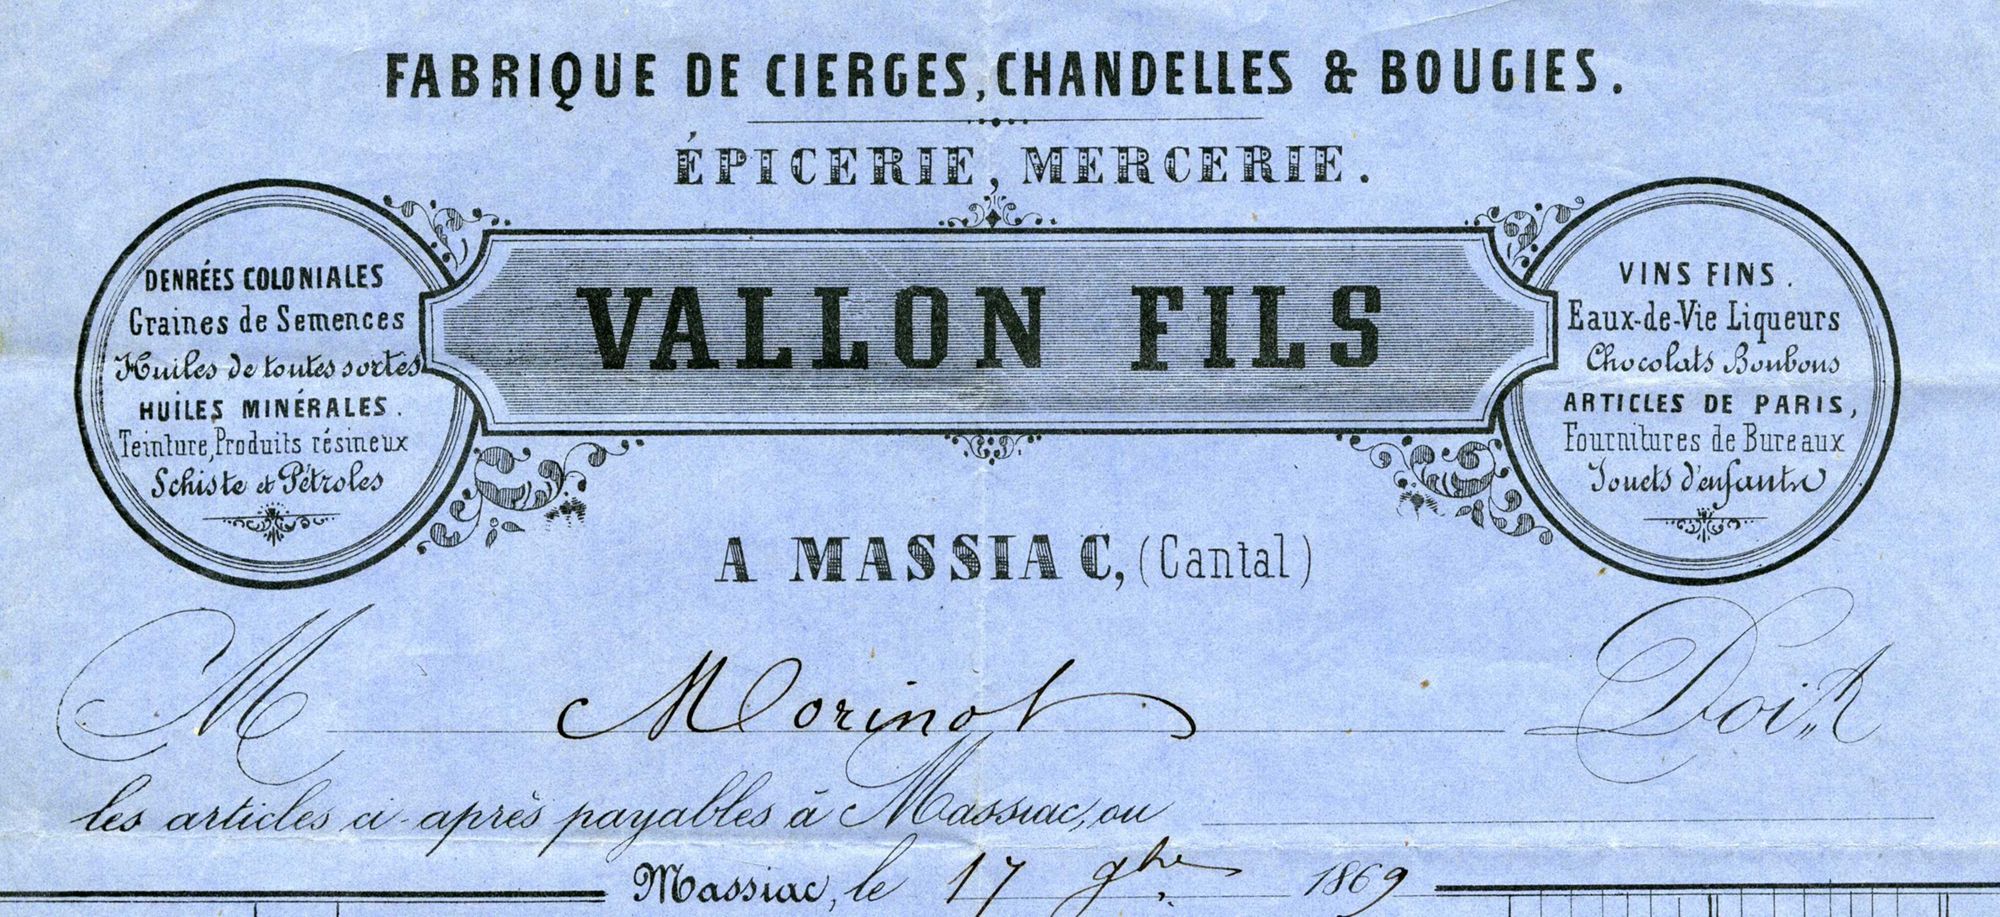 FABRIQUE DE CIERGES, CHANDELLES & BOUGIES.
ÉPICERIE, MERCERIE.
DENRÉES COLONIALES
Graines de Semences
Huiles de toutes sortes
HUILES MINÉRALES.
Teinture, Produits résineux
Schiste et Pétroles
VALLON FILS
VINS FINS.
Eaux-de-Vie Liqueurs
Chocolats Bonbons
ARTICLES DE PARIS,
Fournitures de Bureaux
Jouets d'enfants
A MASSIAC, (Cantal)
M Morinot Doit
les articles ci-après payables à Massiac, ou
Massiac, le 17 9bre 1869